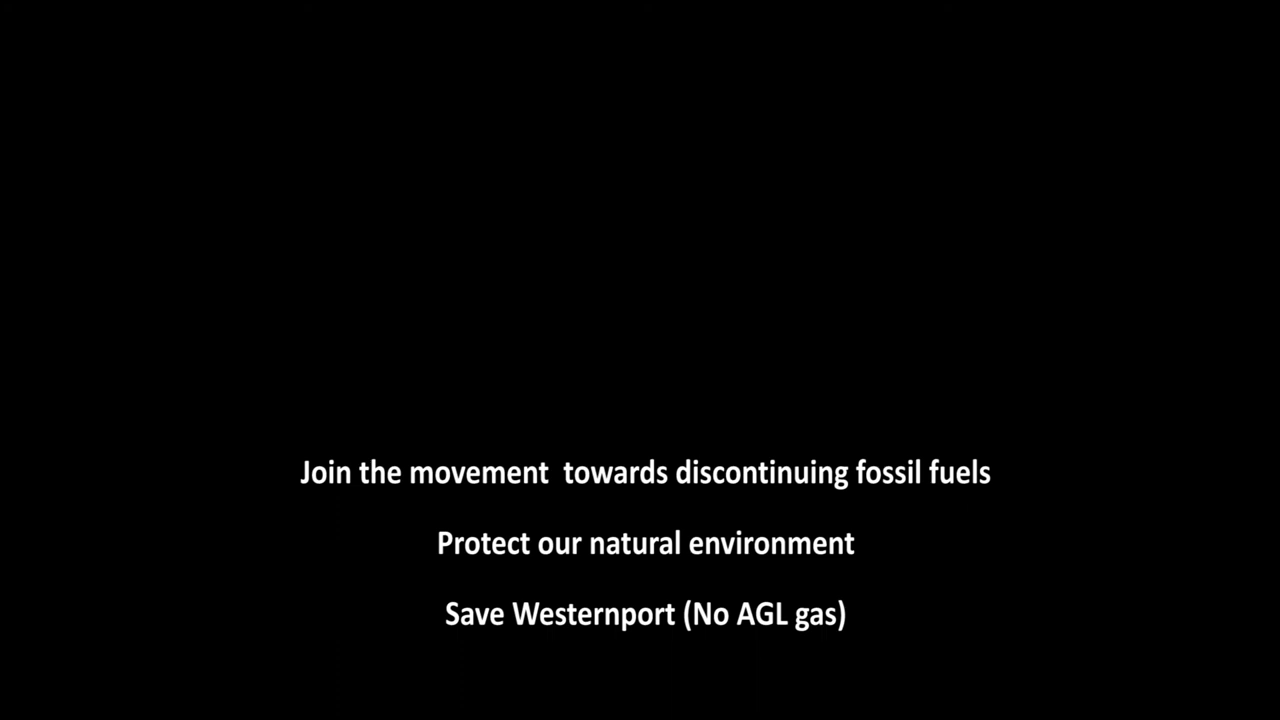 Join the movement  towards discontinuing fossil fuels
Protect our natural environment
Save Westernport (No AGL gas)